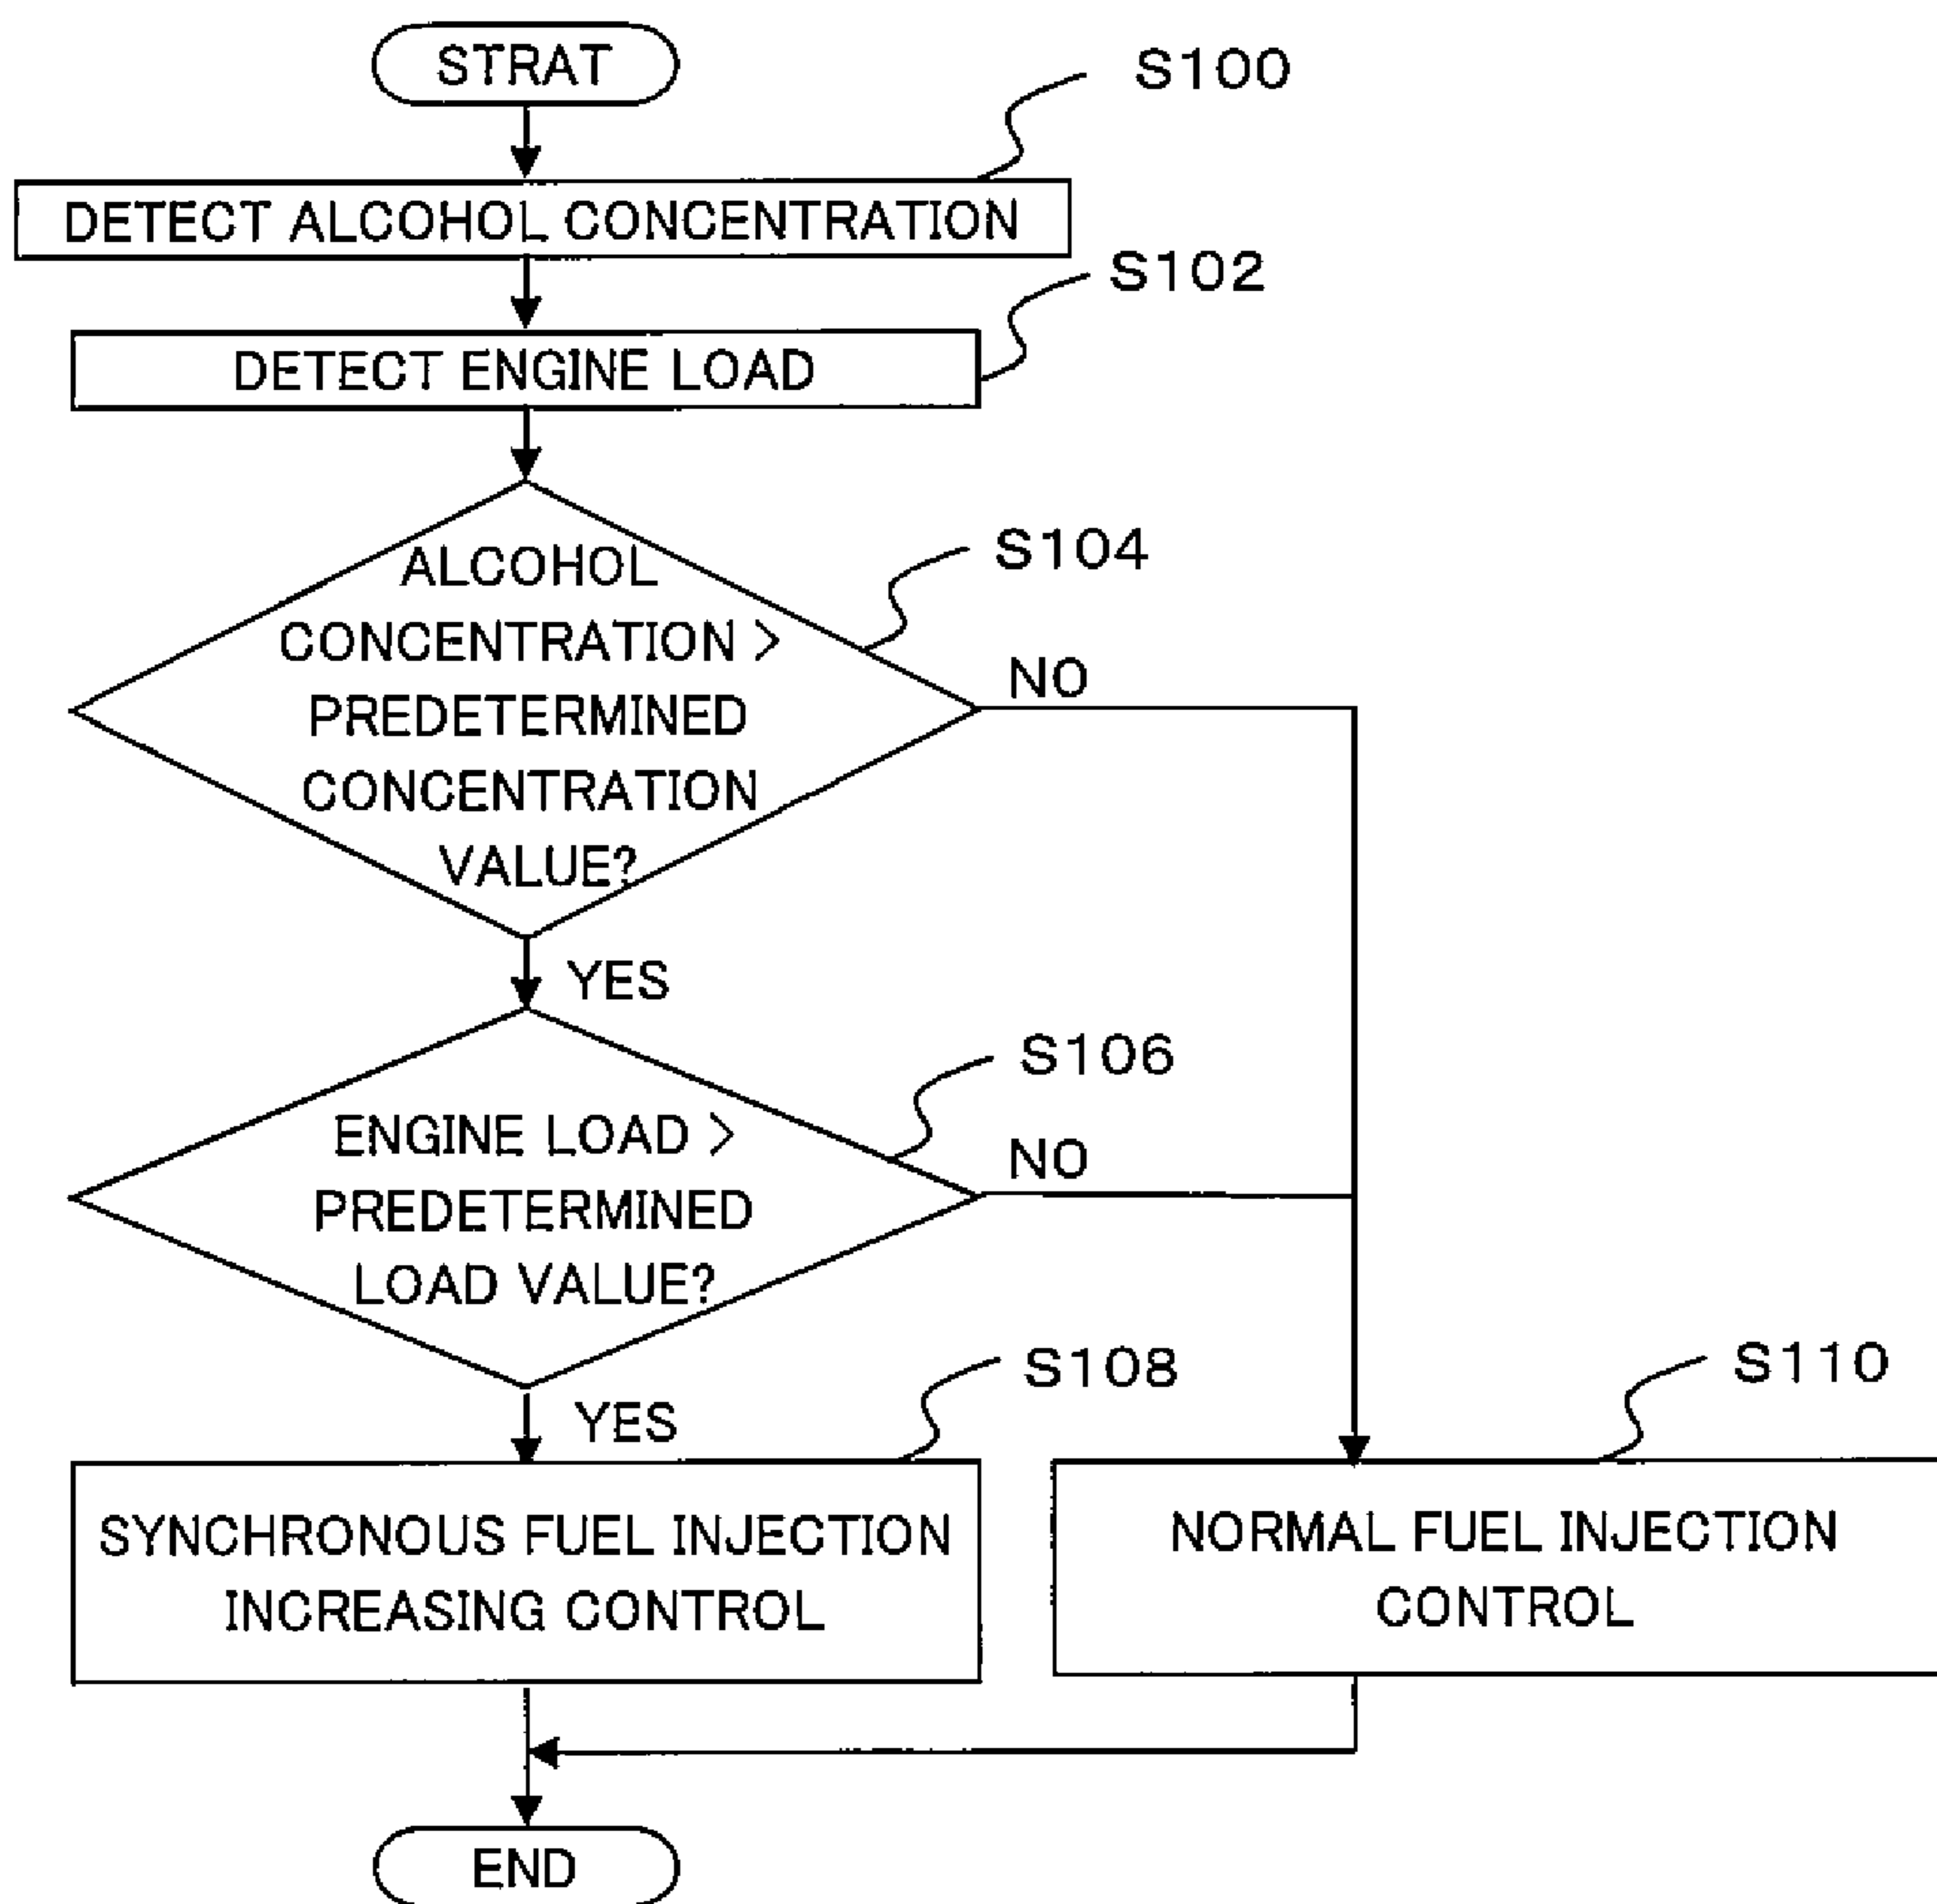 STRAT
S100
DETECT ALCOHOL CONCENTRATION
S102
DETECT ENGINE LOAD
S104
ALCOHOL
CONCENTRATION >
PREDETERMINED
CONCENTRATION
VALUE?
NO
YES
S106
ENGINE LOAD >
PREDETERMINED
LOAD VALUE?
NO
YES
S108
SYNCHRONOUS FUEL INJECTION
INCREASING CONTROL
S110
NORMAL FUEL INJECTION
CONTROL
END